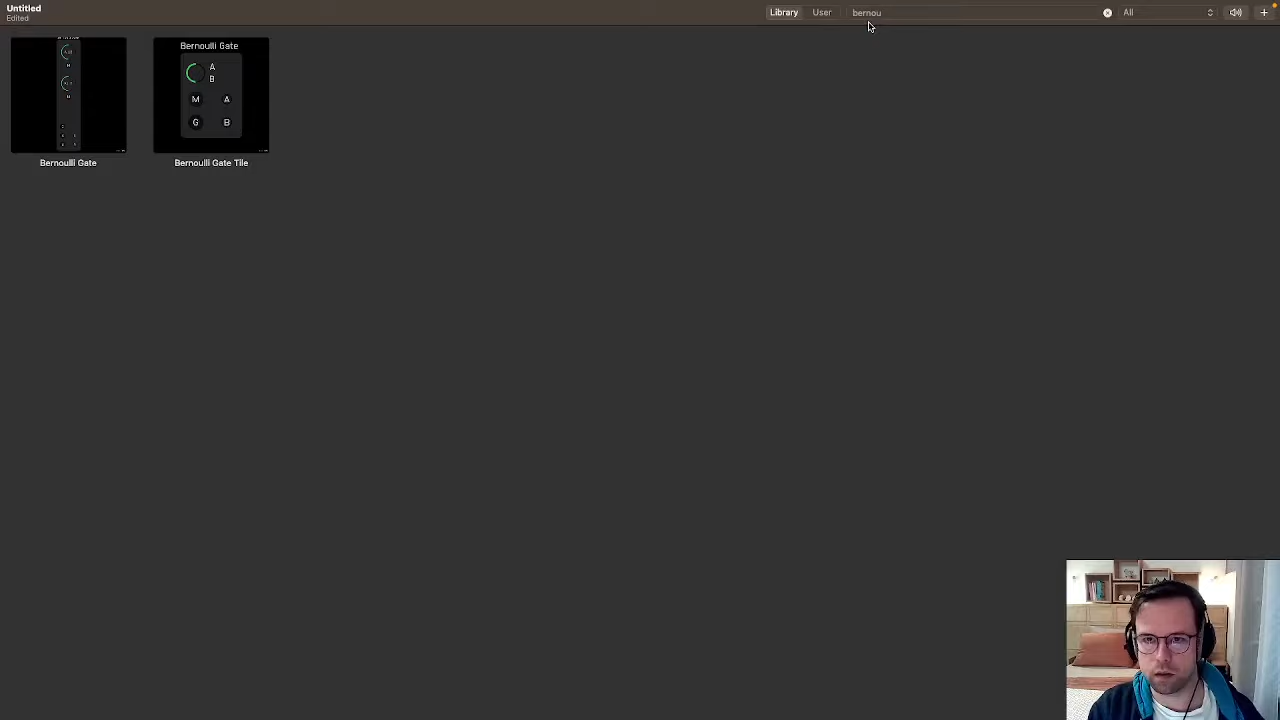 Untitled
Edited
Library
User
bernou
All
Bernoulli Gate
A
B
M
A
G
B
Bernoulli Gate
Bernoulli Gate Tile